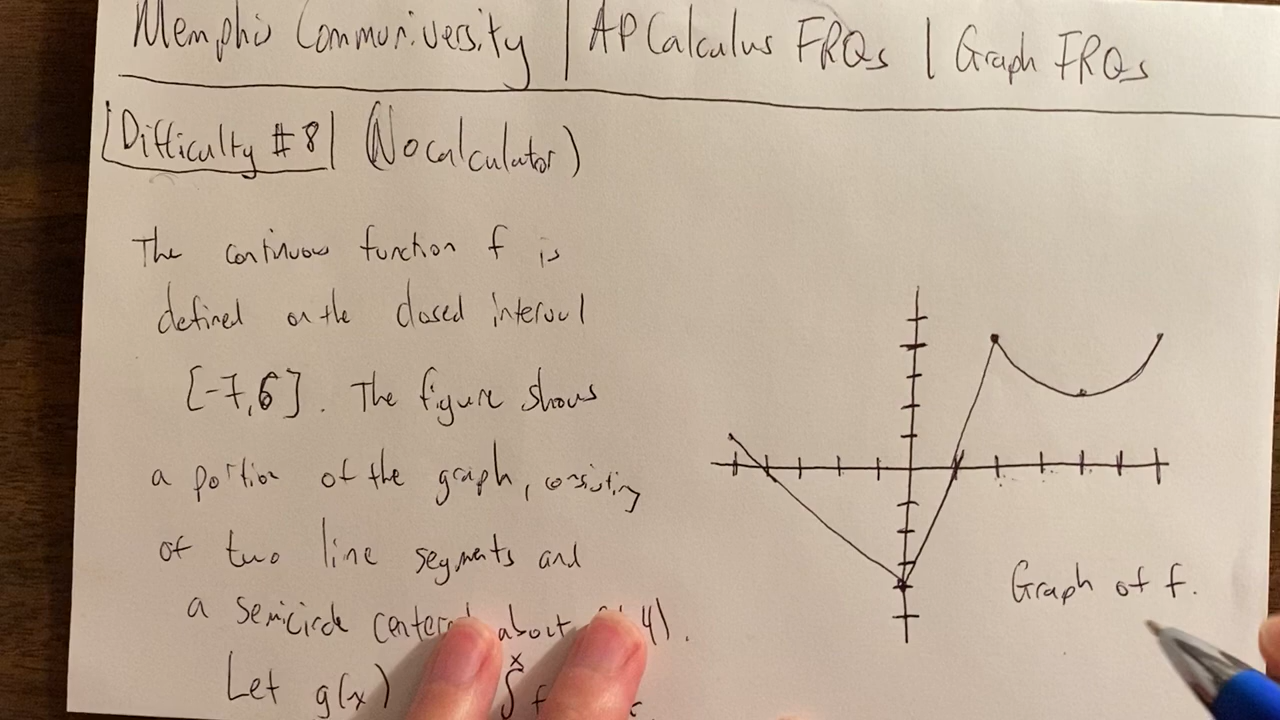 Memphis Communiversity | AP Calculus FRQs | Graph FRQs
Difficulty #8 (No calculator)
The continuous function f is
defined on the closed interval
[-7,6]. The figure shows
a portion of the graph, consisting
of two line segments and
a semicircle centered about 4).
Let g(x) ∫ x f
Graph of f.